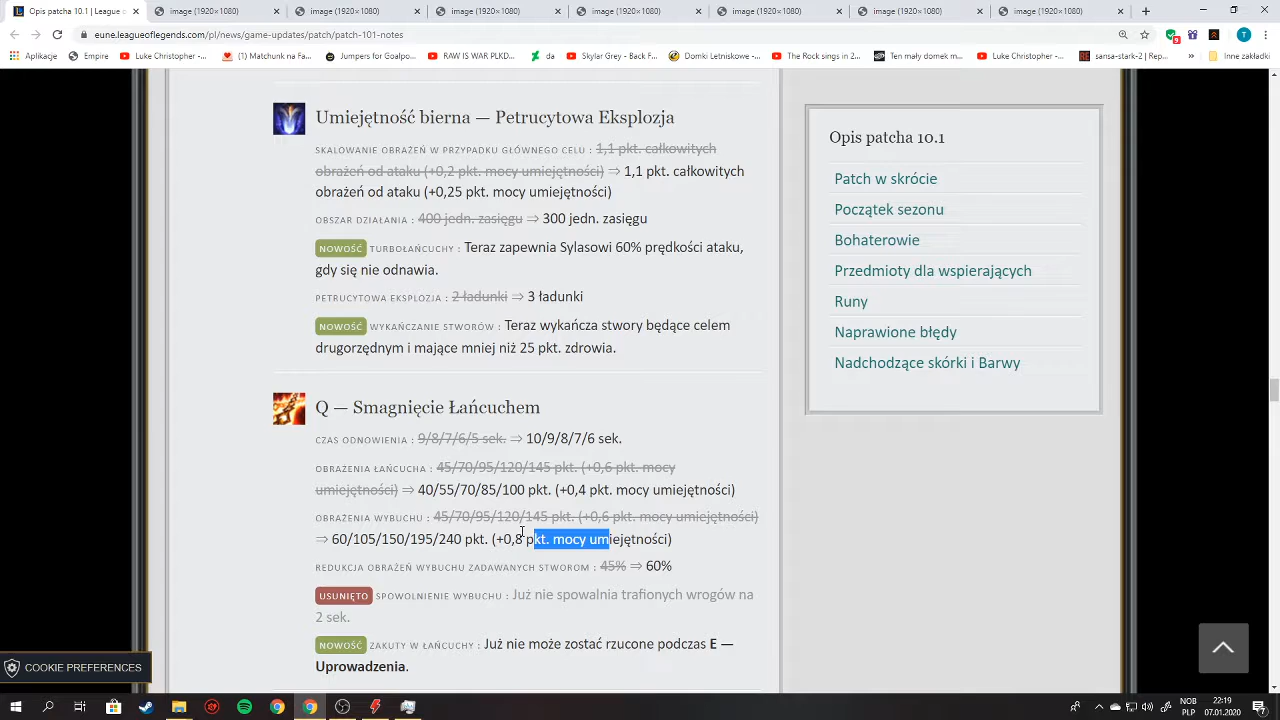 Opis patcha 10.1 | League c
image (1920×1080)
image (1920×1080)
image (1920×1080)
image (1920×1080)
image (1920×1080)
image (1920×1080)
image (1920×1080)
eune.leagueoflegends.com/pl/news/game-updates/patch/patch-101-notes
9
T
Aplikacje
Empire
Luke Christopher -...
(1) Matchunk na Fac...
Jumpers for Goalpo...
RAW IS WAR PLKD...
da
Skylar Grey - Back F...
Domki Letniskowe -...
The Rock sings in 2...
Ten mały domek m...
Luke Christopher -...
sansa-stark-2 | Rep...
»
Inne zakładki
Umiejętność bierna — Petrucytowa Eksplozja
SKALOWANIE OBRAŻEŃ W PRZYPADKU GŁÓWNEGO CELU : 1,1 pkt. całkowitych
obrażeń od ataku (+0,2 pkt. mocy umiejętności) ⇒ 1,1 pkt. całkowitych
obrażeń od ataku (+0,25 pkt. mocy umiejętności)
OBSZAR DZIAŁANIA : 400 jedn. zasięgu ⇒ 300 jedn. zasięgu
NOWOŚĆ TURBOŁAŃCUCHY : Teraz zapewnia Sylasowi 60% prędkości ataku,
gdy się nie odnawia.
PETRUCYTOWA EKSPLOZJA : 2 ładunki ⇒ 3 ładunki
NOWOŚĆ WYKAŃCZANIE STWORÓW : Teraz wykańcza stwory będące celem
drugorzędnym i mające mniej niż 25 pkt. zdrowia.
Q — Smagnięcie Łańcuchem
CZAS ODNOWIENIA : 9/8/7/6/5 sek. ⇒ 10/9/8/7/6 sek.
OBRAŻENIA ŁAŃCUCHA : 45/70/95/120/145 pkt. (+0,6 pkt. mocy
umiejętności) ⇒ 40/55/70/85/100 pkt. (+0,4 pkt. mocy umiejętności)
OBRAŻENIA WYBUCHU : 45/70/95/120/145 pkt. (+0,6 pkt. mocy umiejętności)
⇒ 60/105/150/195/240 pkt. (+0,8 pkt. mocy umiejętności)
REDUKCJA OBRAŻEŃ WYBUCHU ZADAWANYCH STWOROM : 45% ⇒ 60%
USUNIĘTO SPOWOLNIENIE WYBUCHU : Już nie spowalnia trafionych wrogów na
2 sek.
NOWOŚĆ ZAKUTY W ŁAŃCUCHY : Już nie może zostać rzucone podczas E —
Uprowadzenia.
Opis patcha 10.1
Patch w skrócie
Początek sezonu
Bohaterowie
Przedmioty dla wspierających
Runy
Naprawione błędy
Nadchodzące skórki i Barwy
COOKIE PREFERENCES
NOB
PLP
22:19
07.01.2020